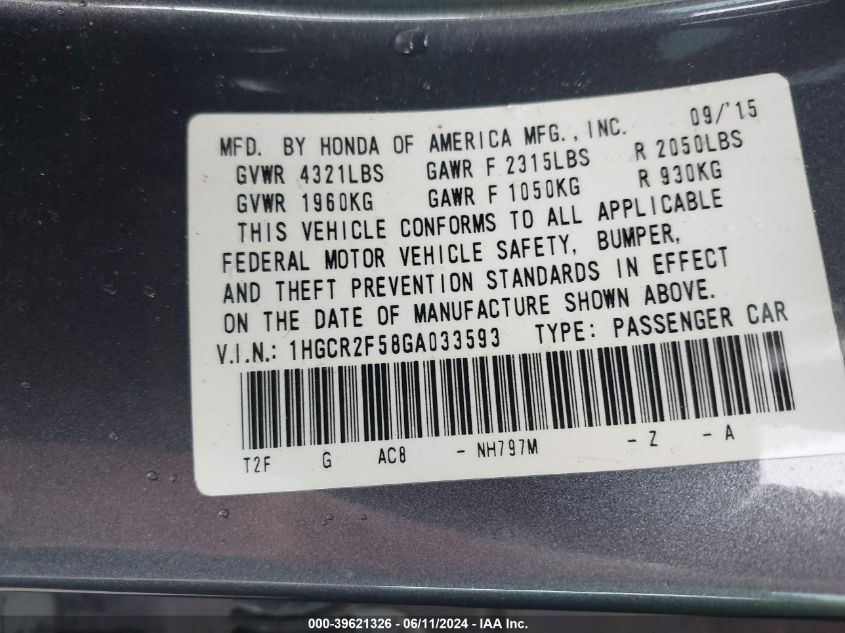 MFD. BY HONDA OF AMERICA MFG., INC. 09/'15
GVWR 4321LBS GAWR F 2315LBS R 2050LBS
GVWR 1960KG GAWR F 1050KG R 930KG
THIS VEHICLE CONFORMS TO ALL APPLICABLE
FEDERAL MOTOR VEHICLE SAFETY, BUMPER,
AND THEFT PREVENTION STANDARDS IN EFFECT
ON THE DATE OF MANUFACTURE SHOWN ABOVE.
V.I.N.: 1HGCR2F58GA033593 TYPE: PASSENGER CAR
T2F G AC8 - NH797M - Z - A
000-39621326 - 06/11/2024 - IAA Inc.